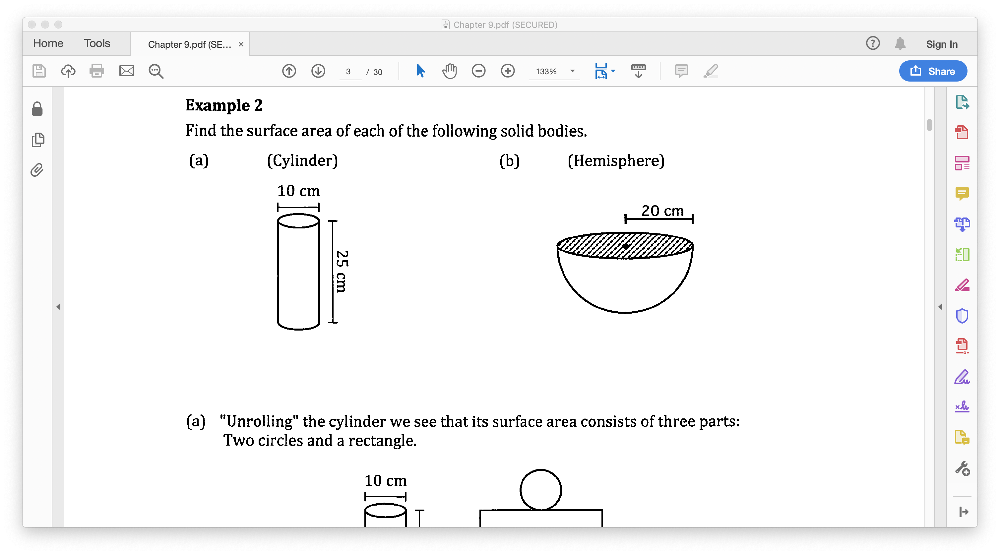 Chapter 9.pdf (SECURED)
Home Tools Chapter 9.pdf (SE... × ? Sign In
3 / 30 133% Share
Example 2
Find the surface area of each of the following solid bodies.
(a) (Cylinder) (b) (Hemisphere)
10 cm
20 cm
25 cm
(a) "Unrolling" the cylinder we see that its surface area consists of three parts:
Two circles and a rectangle.
10 cm